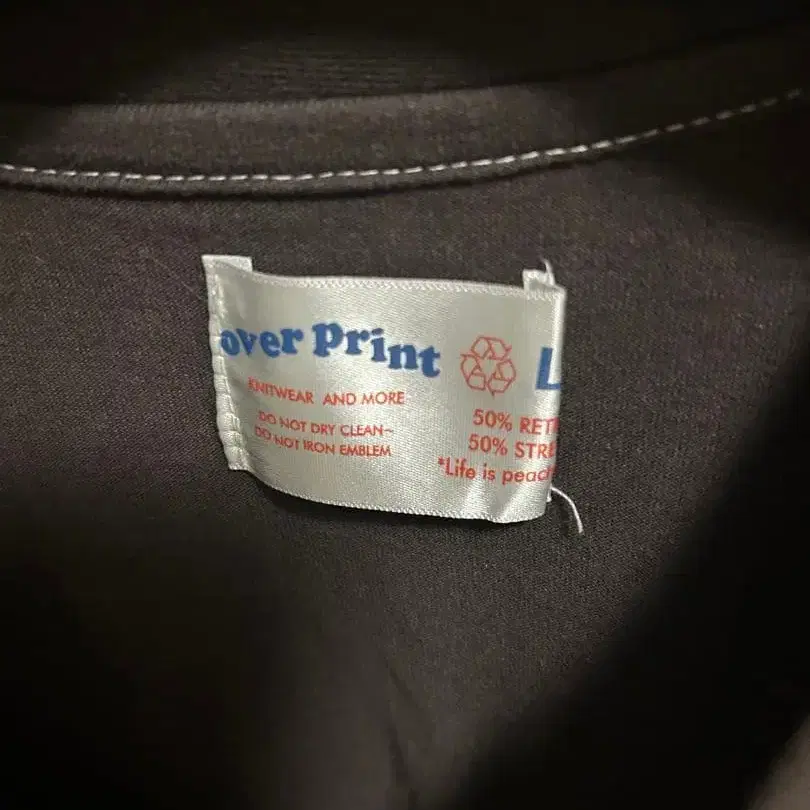 over print
KNITWEAR AND MORE
DO NOT DRY CLEAN~
DO NOT IRON EMBLEM
L
50% RET
50% STRE
*Life is peac